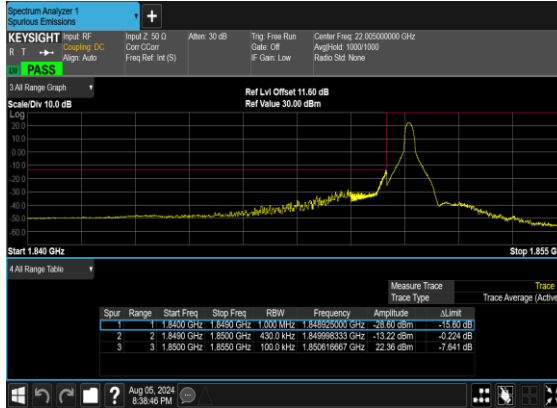 Spectrum Analyzer 1
Spurious Emissions
+
KEYSIGHT Input: RF Input Z: 50 Ω Atten: 30 dB Trig: Free Run Center Freq: 22.005000000 GHz
R T Coupling: DC Corr CCorr Gate: Off Avg|Hold: 1000/1000
Align: Auto Freq Ref: Int (S) IF Gain: Low Radio Std: None
PASS
3 All Range Graph
Ref Lvl Offset 11.60 dB
Scale/Div 10.0 dB Ref Value 30.00 dBm
Log
20.0
10.0
0.00
-10.0
-20.0
-30.0
-40.0
-50.0
-60.0
Start 1.840 GHz Stop 1.855 G
4 All Range Table
Measure Trace Trace
Trace Type Trace Average (Active
Spur Range Start Freq Stop Freq RBW Frequency Amplitude ΔLimit
1 1 1.8400 GHz 1.8490 GHz 1.000 MHz 1.848925000 GHz -28.60 dBm -15.60 dB
2 2 1.8490 GHz 1.8500 GHz 430.0 kHz 1.849998333 GHz -13.22 dBm -0.224 dB
3 3 1.8500 GHz 1.8550 GHz 100.0 kHz 1.850616667 GHz 22.36 dBm -7.641 dB
? Aug 05, 2024
8:38:46 PM